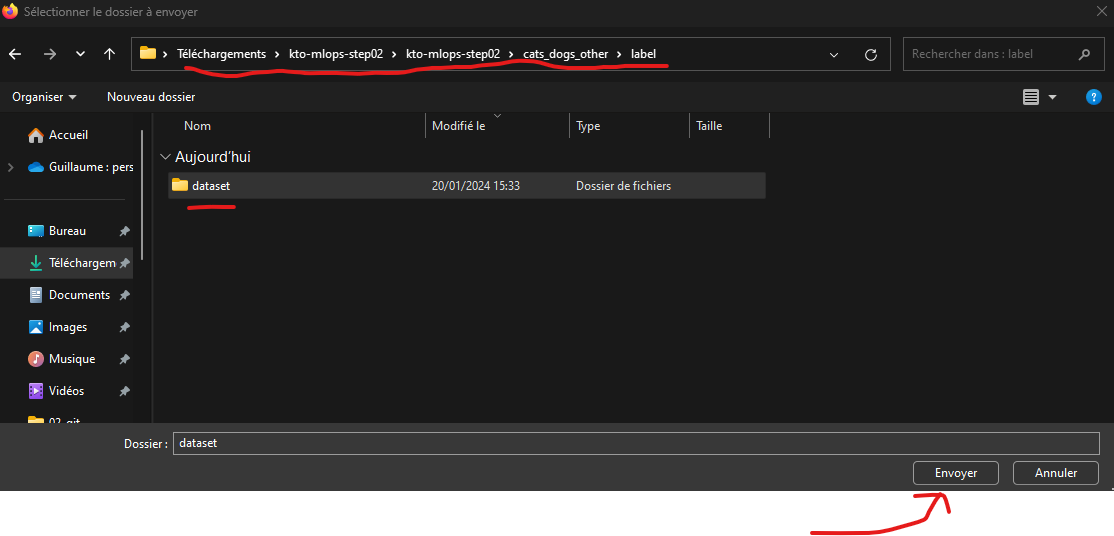 Sélectionner le dossier à envoyer
Téléchargements > kto-mlops-step02 > kto-mlops-step02 > cats_dogs_other > label
Rechercher dans : label
Organiser
Nouveau dossier
Nom
Modifié le
Type
Taille
Accueil
Guillaume : pers
Aujourd'hui
dataset
20/01/2024 15:33
Dossier de fichiers
Bureau
Téléchargem
Documents
Images
Musique
Vidéos
Dossier :
dataset
Envoyer
Annuler